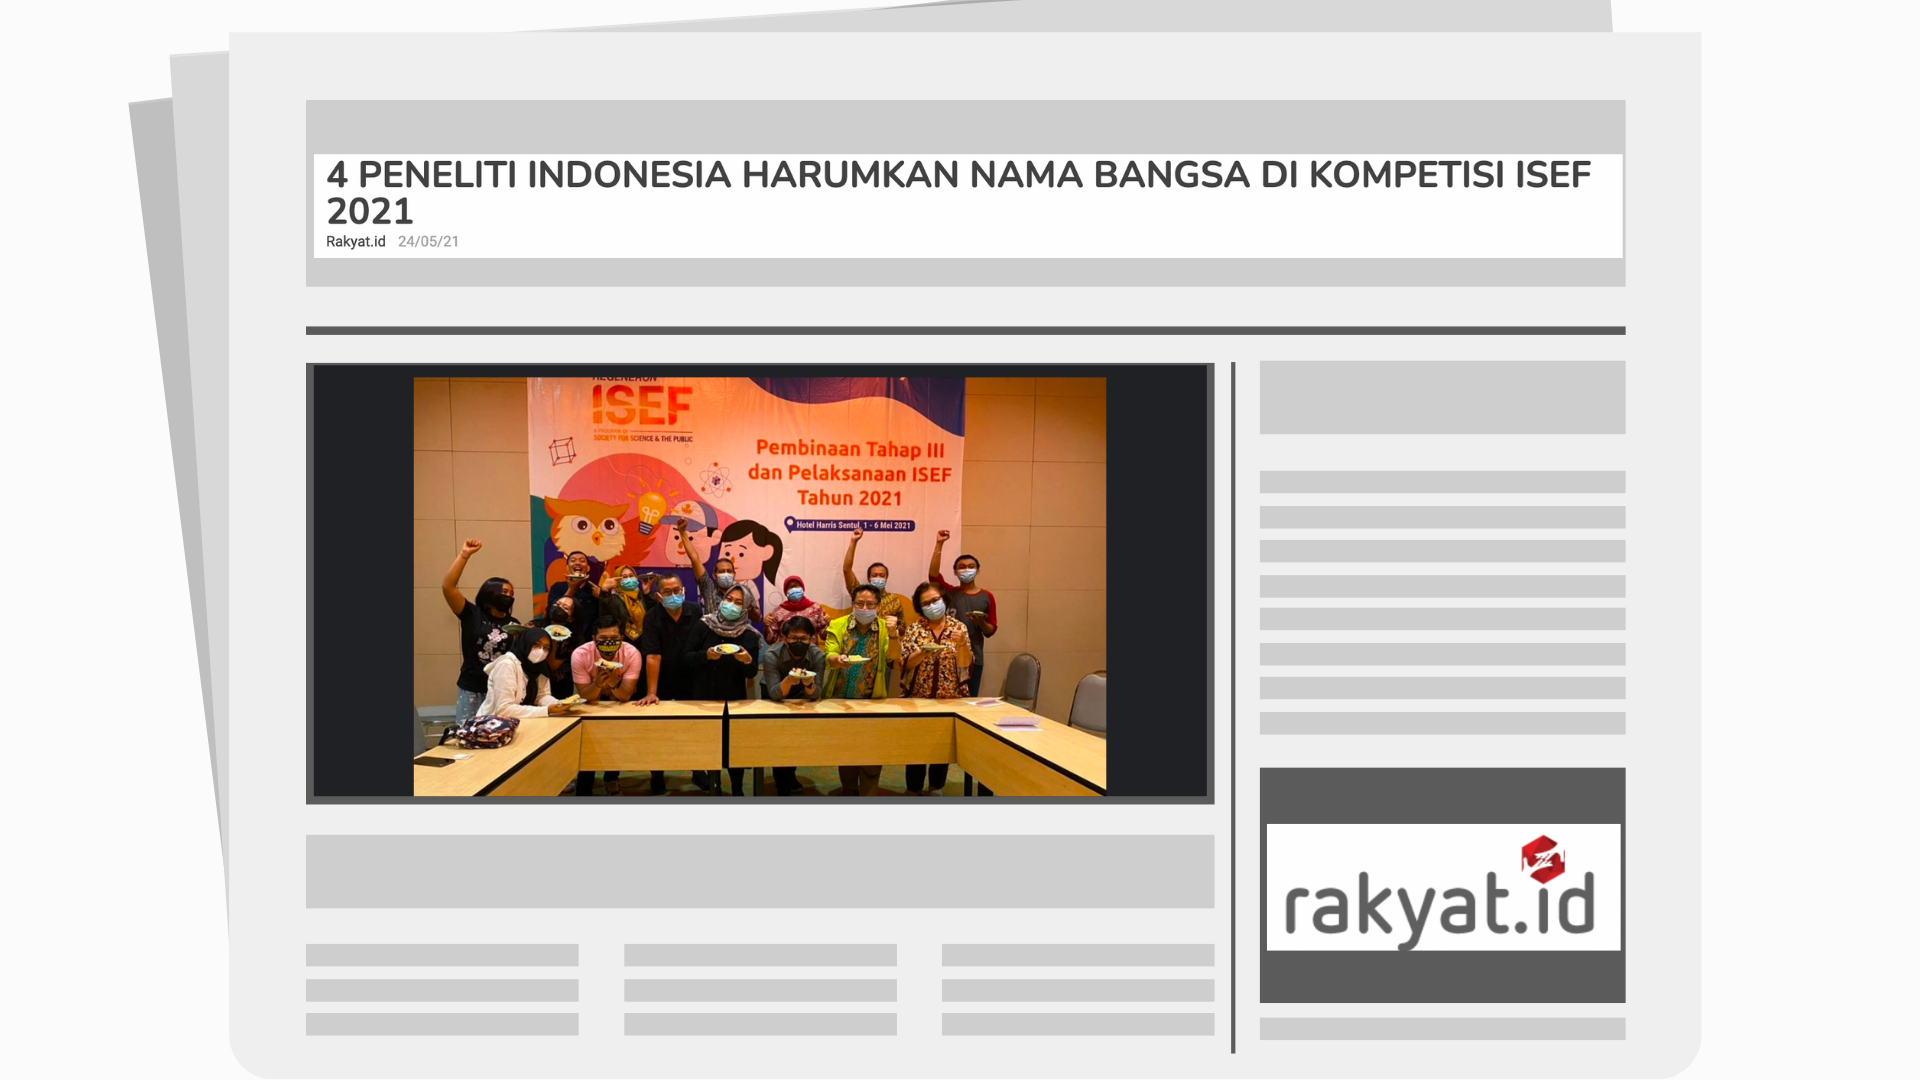 4 PENELITI INDONESIA HARUMKAN NAMA BANGSA DI KOMPETISI ISEF
2021
Rakyat.id 24/05/21
REGENERON
ISEF
A PROGRAM OF
SOCIETY FOR SCIENCE & THE PUBLIC
Pembinaan Tahap III
dan Pelaksanaan ISEF
Tahun 2021
Hotel Harris Sentul, 1 - 6 Mei 2021
rakyat.id